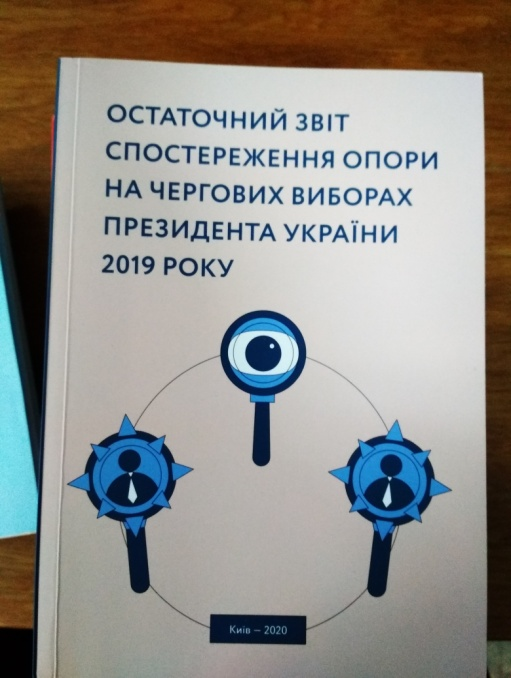 ОСТАТОЧНИЙ ЗВІТ
СПОСТЕРЕЖЕННЯ ОПОРИ
НА ЧЕРГОВИХ ВИБОРАХ
ПРЕЗИДЕНТА УКРАЇНИ
2019 РОКУ
Київ – 2020